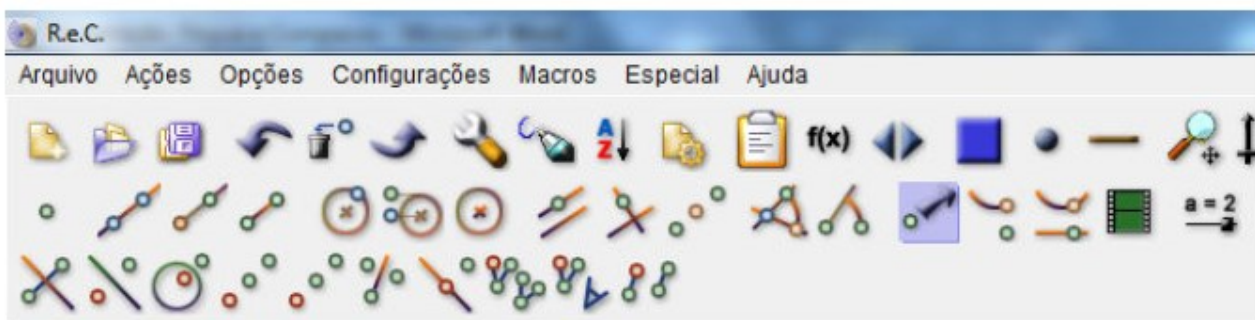 R.e.C.
Arquivo Ações Opções Configurações Macros Especial Ajuda
A Z f(x)
a = 2